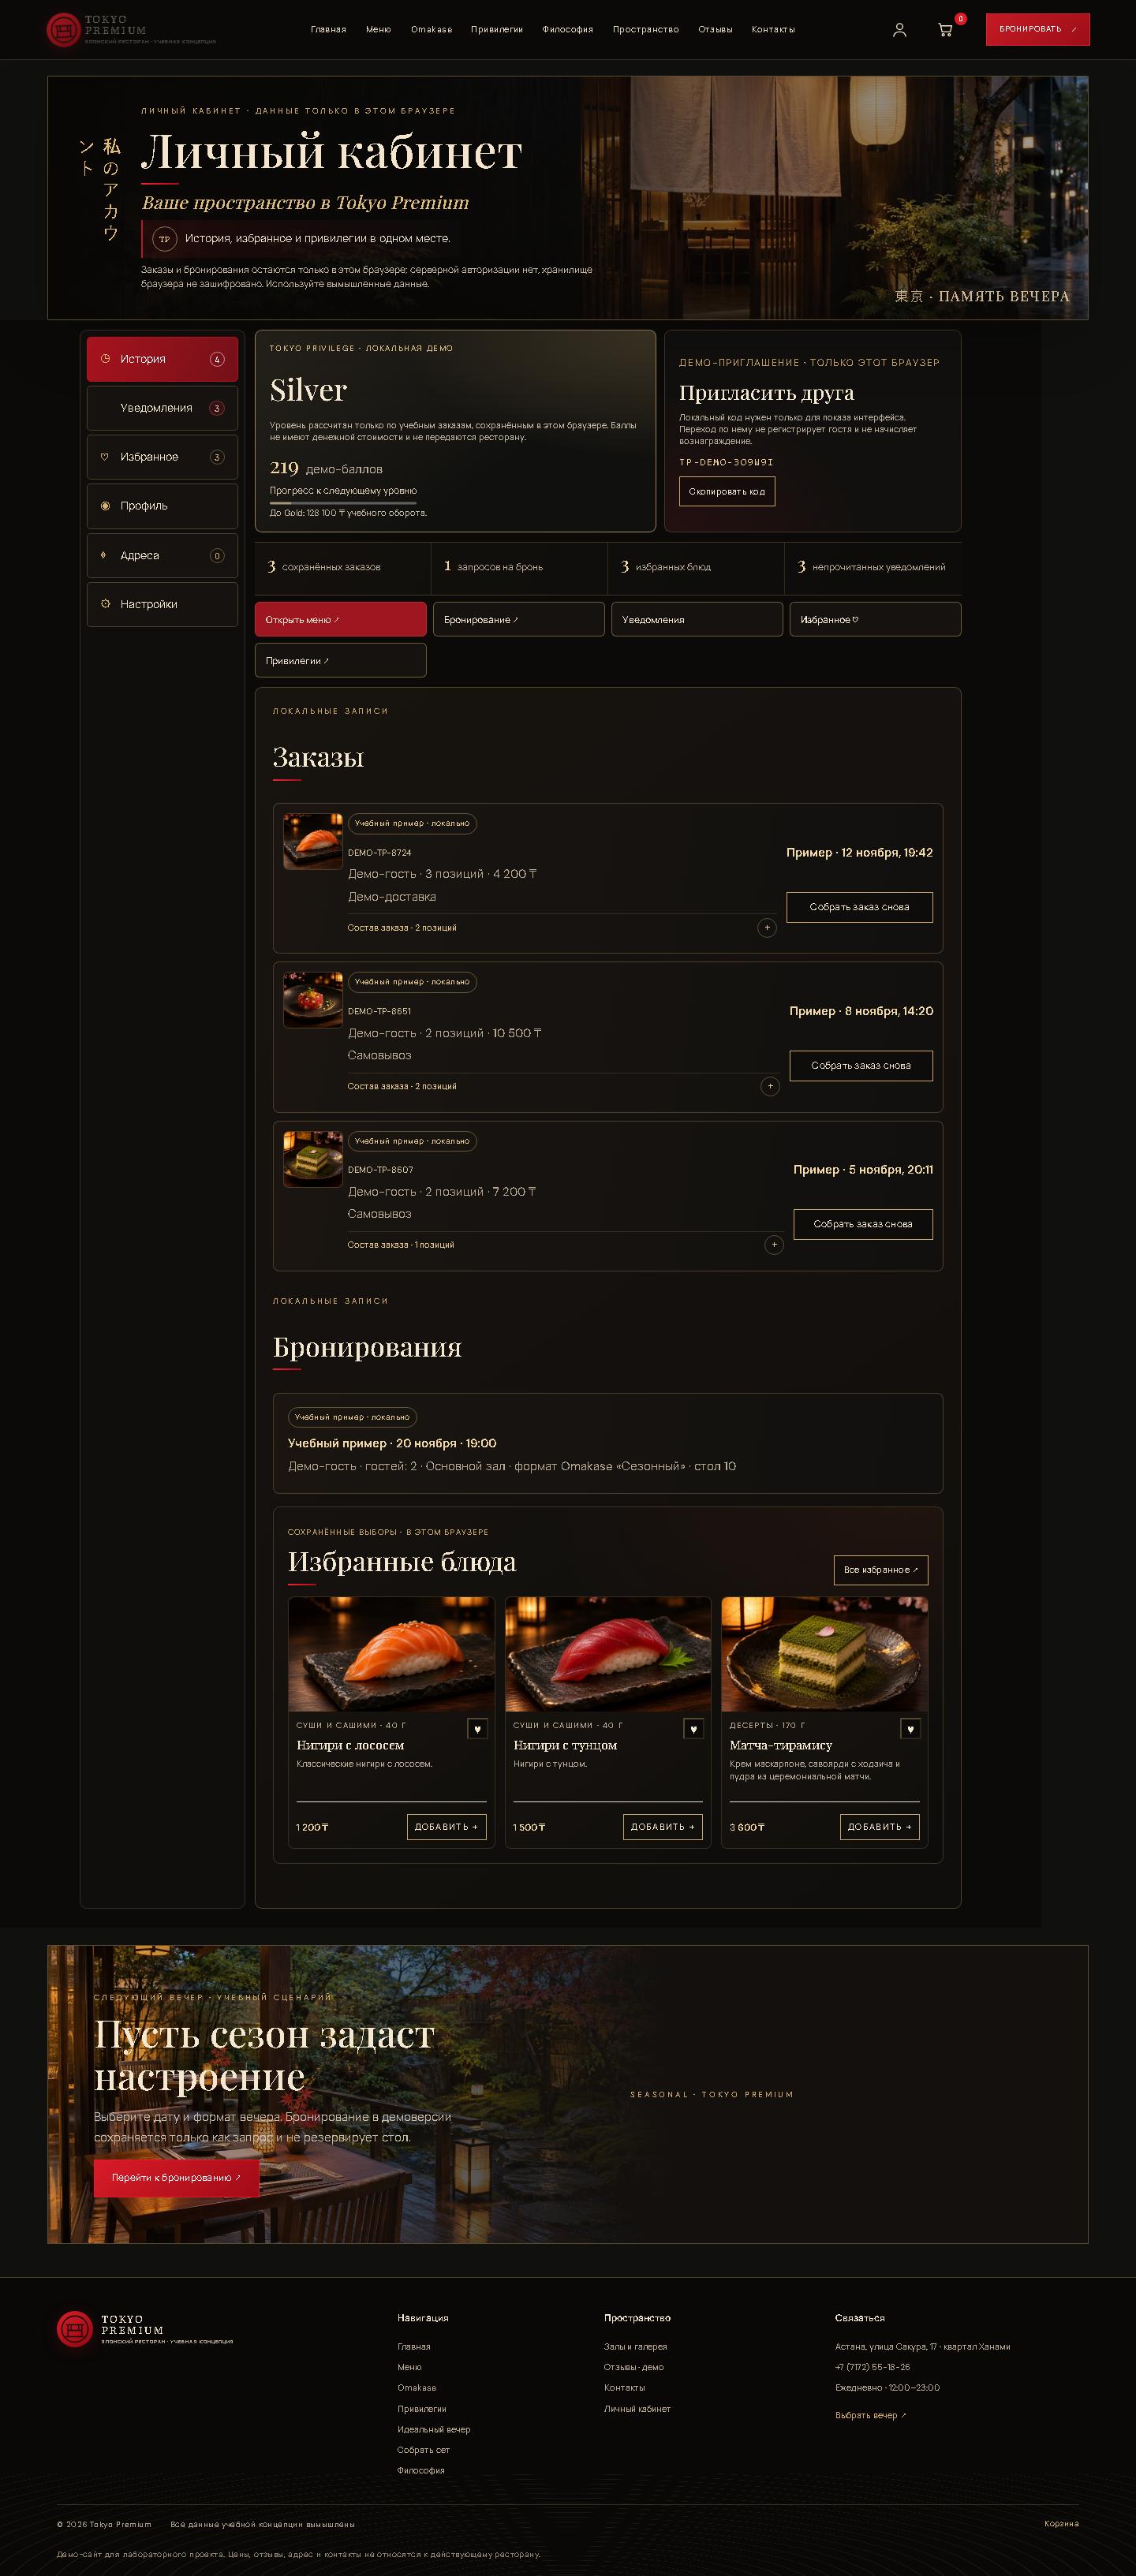 TOKYO
PREMIUM
ЯПОНСКИЙ РЕСТОРАН · УЧЕБНАЯ КОНЦЕПЦИЯ
Главная
Меню
Omakase
Привилегии
Философия
Пространство
Отзывы
Контакты
0
БРОНИРОВАТЬ ↗
ЛИЧНЫЙ КАБИНЕТ · ДАННЫЕ ТОЛЬКО В ЭТОМ БРАУЗЕРЕ
私のアカウ
ント
Личный кабинет
Ваше пространство в Tokyo Premium
TP
История, избранное и привилегии в одном месте.
Заказы и бронирования остаются только в этом браузере; серверной авторизации нет, хранилище
браузера не зашифровано. Используйте вымышленные данные.
東京 · ПАМЯТЬ ВЕЧЕРА
История 4
Уведомления 3
Избранное 3
Профиль
Адреса 0
Настройки
TOKYO PRIVILEGE · ЛОКАЛЬНАЯ ДЕМО
Silver
Уровень рассчитан только по учебным заказам, сохранённым в этом браузере. Баллы
не имеют денежной стоимости и не передаются ресторану.
219 демо-баллов
Прогресс к следующему уровню
До Gold: 128 100 ₸ учебного оборота.
ДЕМО-ПРИГЛАШЕНИЕ · ТОЛЬКО ЭТОТ БРАУЗЕР
Пригласить друга
Локальный код нужен только для показа интерфейса.
Переход по нему не регистрирует гостя и не начисляет
вознаграждение.
TP-DEMO-3O9W9I
Скопировать код
3 сохранённых заказов
1 запросов на бронь
3 избранных блюд
3 непрочитанных уведомлений
Открыть меню ↗
Бронирование ↗
Уведомления
Избранное ♡
Привилегии ↗
ЛОКАЛЬНЫЕ ЗАПИСИ
Заказы
Учебный пример · локально
DEMO-TP-8724
Демо-гость · 3 позиций · 4 200 ₸
Демо-доставка
Состав заказа · 2 позиций
+
Пример · 12 ноября, 19:42
Собрать заказ снова
Учебный пример · локально
DEMO-TP-8651
Демо-гость · 2 позиций · 10 500 ₸
Самовывоз
Состав заказа · 2 позиций
+
Пример · 8 ноября, 14:20
Собрать заказ снова
Учебный пример · локально
DEMO-TP-8607
Демо-гость · 2 позиций · 7 200 ₸
Самовывоз
Состав заказа · 1 позиций
+
Пример · 5 ноября, 20:11
Собрать заказ снова
ЛОКАЛЬНЫЕ ЗАПИСИ
Бронирования
Учебный пример · локально
Учебный пример · 20 ноября · 19:00
Демо-гость · гостей: 2 · Основной зал · формат Omakase «Сезонный» · стол 10
СОХРАНЁННЫЕ ВЫБОРЫ · В ЭТОМ БРАУЗЕРЕ
Избранные блюда
Все избранное ↗
СУШИ И САШИМИ · 40 Г
Нигири с лососем
Классические нигири с лососем.
1 200 ₸
ДОБАВИТЬ +
СУШИ И САШИМИ · 40 Г
Нигири с тунцом
Нигири с тунцом.
1 500 ₸
ДОБАВИТЬ +
ДЕСЕРТЫ · 170 Г
Матча-тирамису
Крем маскарпоне, савоярди с ходзича и
пудра из церемониальной матчи.
3 600 ₸
ДОБАВИТЬ +
СЛЕДУЮЩИЙ ВЕЧЕР · УЧЕБНЫЙ СЦЕНАРИЙ
Пусть сезон задаст
настроение
Выберите дату и формат вечера. Бронирование в демоверсии
сохраняется только как запрос и не резервирует стол.
Перейти к бронированию ↗
SEASONAL · TOKYO PREMIUM
TOKYO
PREMIUM
ЯПОНСКИЙ РЕСТОРАН · УЧЕБНАЯ КОНЦЕПЦИЯ
Навигация
Главная
Меню
Omakase
Привилегии
Идеальный вечер
Собрать сет
Философия
Пространство
Залы и галерея
Отзывы · демо
Контакты
Личный кабинет
Связаться
Астана, улица Сакура, 17 · квартал Ханами
+7 (7172) 55-18-26
Ежедневно · 12:00–23:00
Выбрать вечер ↗
© 2026 Tokyo Premium
Все данные учебной концепции вымышлены
Корзина
Демо-сайт для лабораторного проекта. Цены, отзывы, адрес и контакты не относятся к действующему ресторану.